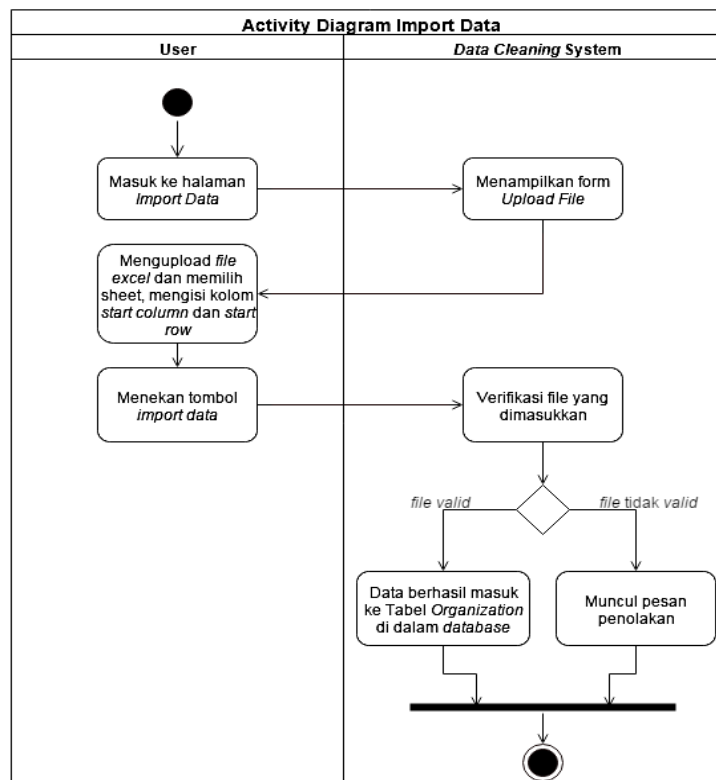 Activity Diagram Import Data
User
Data Cleaning System
Masuk ke halaman
Import Data
Menampilkan form
Upload File
Mengupload file
excel dan memilih
sheet, mengisi kolom
start column dan start
row
Menekan tombol
import data
Verifikasi file yang
dimasukkan
file valid
file tidak valid
Data berhasil masuk
ke Tabel Organization
di dalam database
Muncul pesan
penolakan